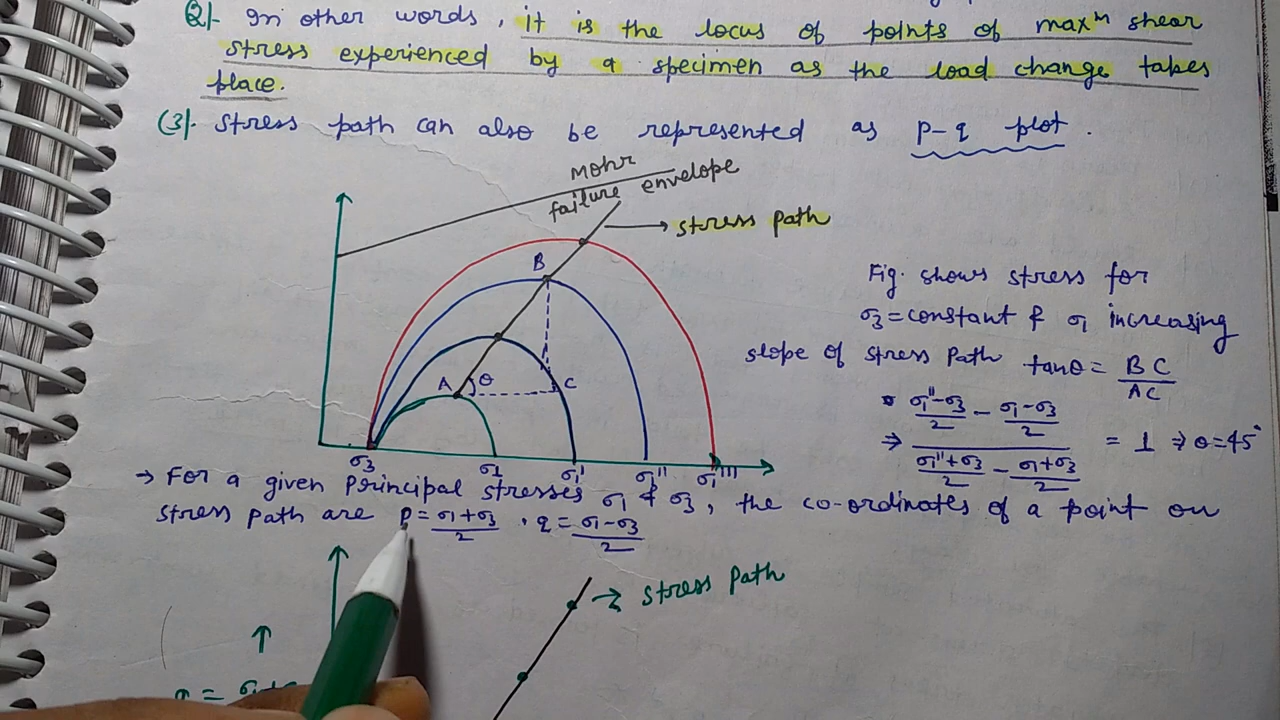 Q). In other words, it is the locus of points of max^m shear
stress experienced by a specimen as the load change takes
place.
(3). Stress path can also be represented as p-q plot.
Mohr
failure envelope
stress path
B
A θ
C
σ3 σ1 σ1' σ1'' σ1'''
Fig. shows stress for
σ3 = constant & σ1 increasing
slope of stress path tanθ = BC/AC
⇒ ((σ1''-σ3)/2 - (σ1-σ3)/2) / ((σ1''+σ3)/2 - (σ1+σ3)/2) = 1 ⇒ θ=45°
→ For a given principal stresses σ1 & σ3, the co-ordinates of a point on
stress path are P = (σ1+σ3)/2, q = (σ1-σ3)/2
→ stress path